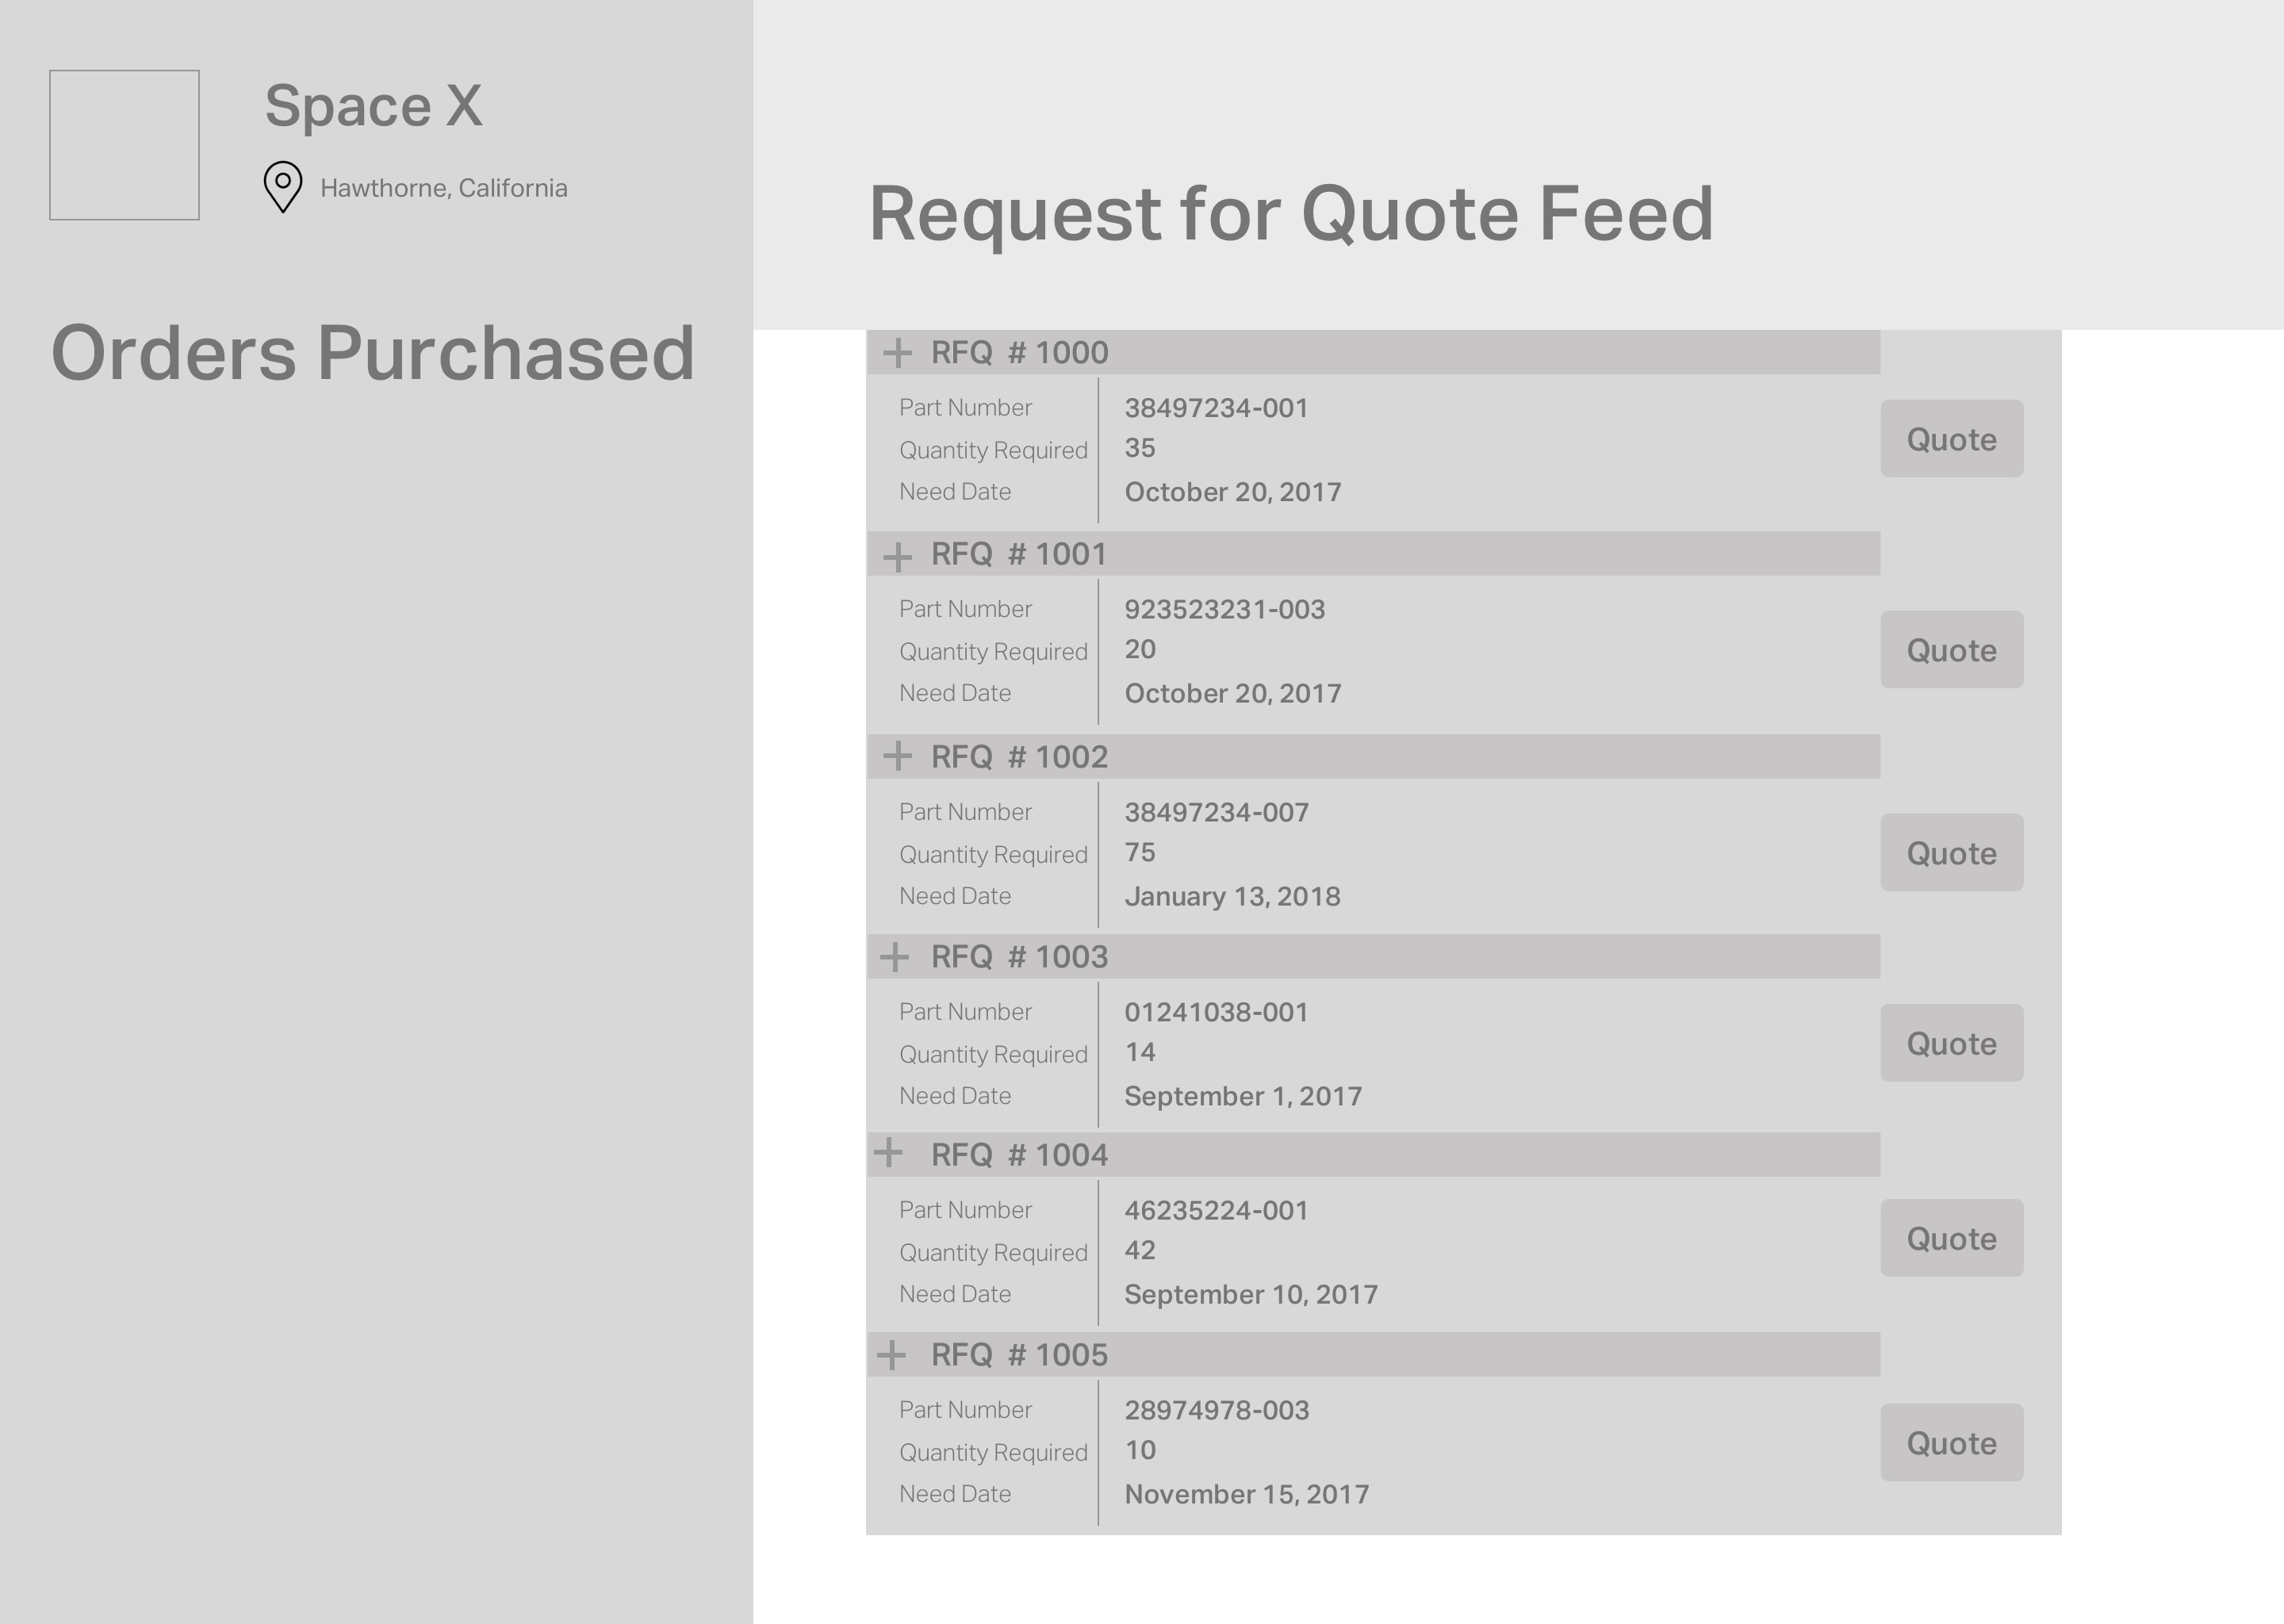 Space X
Hawthorne, California
Orders Purchased
Request for Quote Feed
RFQ # 1000
Part Number 38497234-001
Quantity Required 35
Need Date October 20, 2017
Quote
RFQ # 1001
Part Number 923523231-003
Quantity Required 20
Need Date October 20, 2017
Quote
RFQ # 1002
Part Number 38497234-007
Quantity Required 75
Need Date January 13, 2018
Quote
RFQ # 1003
Part Number 01241038-001
Quantity Required 14
Need Date September 1, 2017
Quote
RFQ # 1004
Part Number 46235224-001
Quantity Required 42
Need Date September 10, 2017
Quote
RFQ # 1005
Part Number 28974978-003
Quantity Required 10
Need Date November 15, 2017
Quote